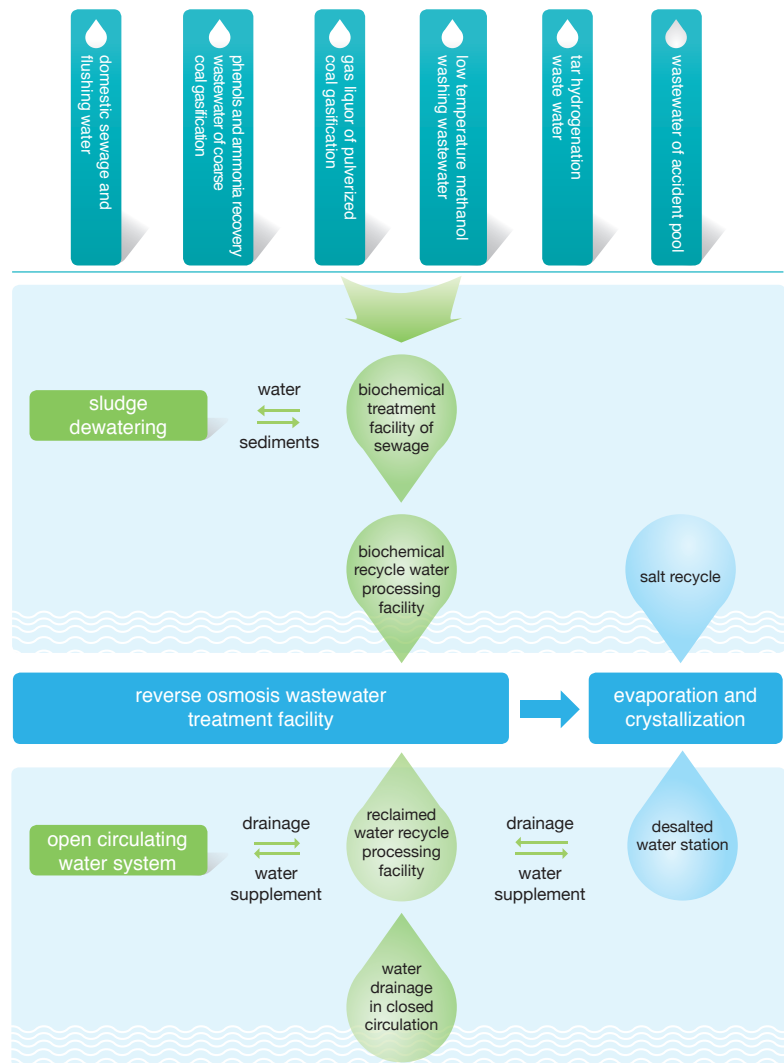 domestic sewage and
flushing water
phenols and ammonia recovery
wastewater of coarse
coal gasification
gas liquor of pulverized
coal gasification
low temperature methanol
washing wastewater
tar hydrogenation
waste water
wastewater of accident pool
sludge
dewatering
water
sediments
biochemical
treatment
facility of
sewage
biochemical
recycle water
processing
facility
salt recycle
reverse osmosis wastewater
treatment facility
evaporation and
crystallization
open circulating
water system
drainage
water
supplement
reclaimed
water recycle
processing
facility
drainage
water
supplement
desalted
water station
water
drainage
in closed
circulation